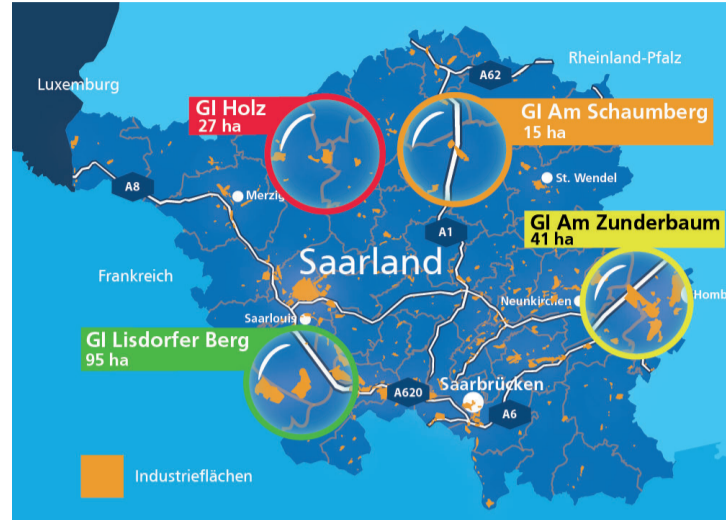 Luxemburg
Rheinland-Pfalz
A62
GI Holz
27 ha
GI Am Schaumberg
15 ha
A8
Merzig
St. Wendel
A1
GI Am Zunderbaum
41 ha
Saarland
Frankreich
Neunkirchen
Homb
Saarlouis
GI Lisdorfer Berg
95 ha
Saarbrücken
A620
A6
Industrieflächen